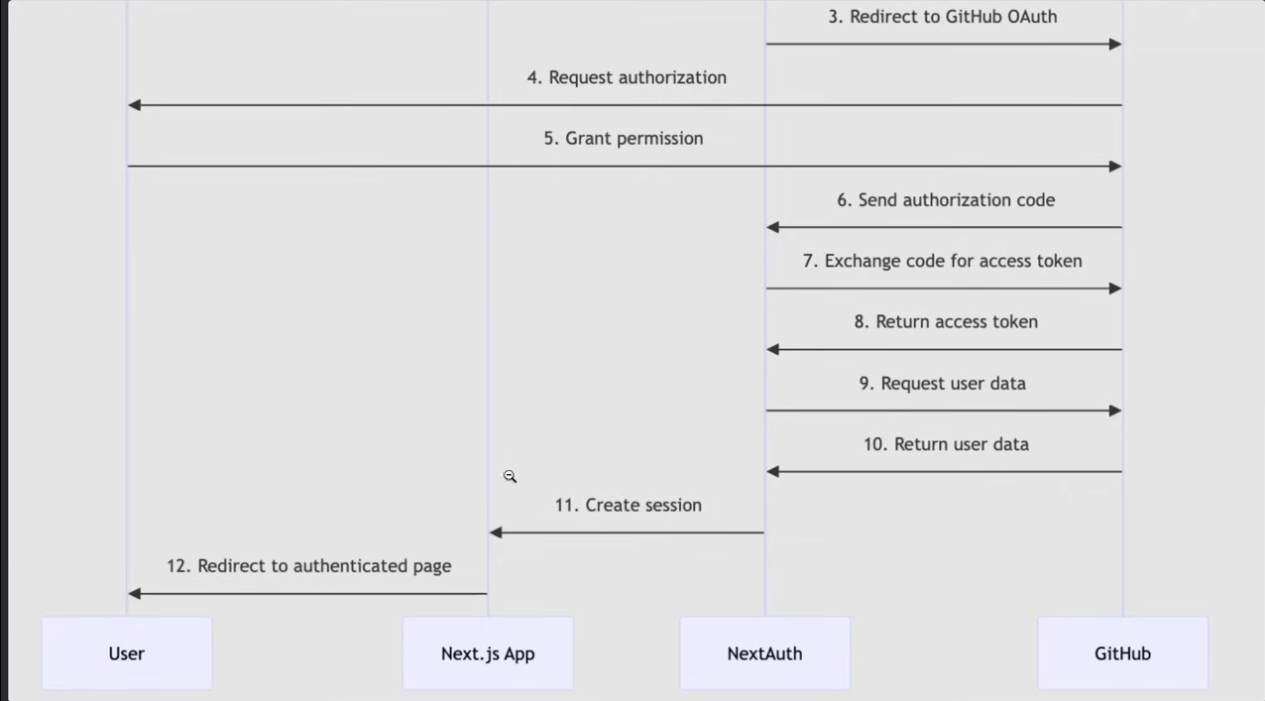 3. Redirect to GitHub OAuth
4. Request authorization
5. Grant permission
6. Send authorization code
7. Exchange code for access token
8. Return access token
9. Request user data
10. Return user data
11. Create session
12. Redirect to authenticated page
User
Next.js App
NextAuth
GitHub